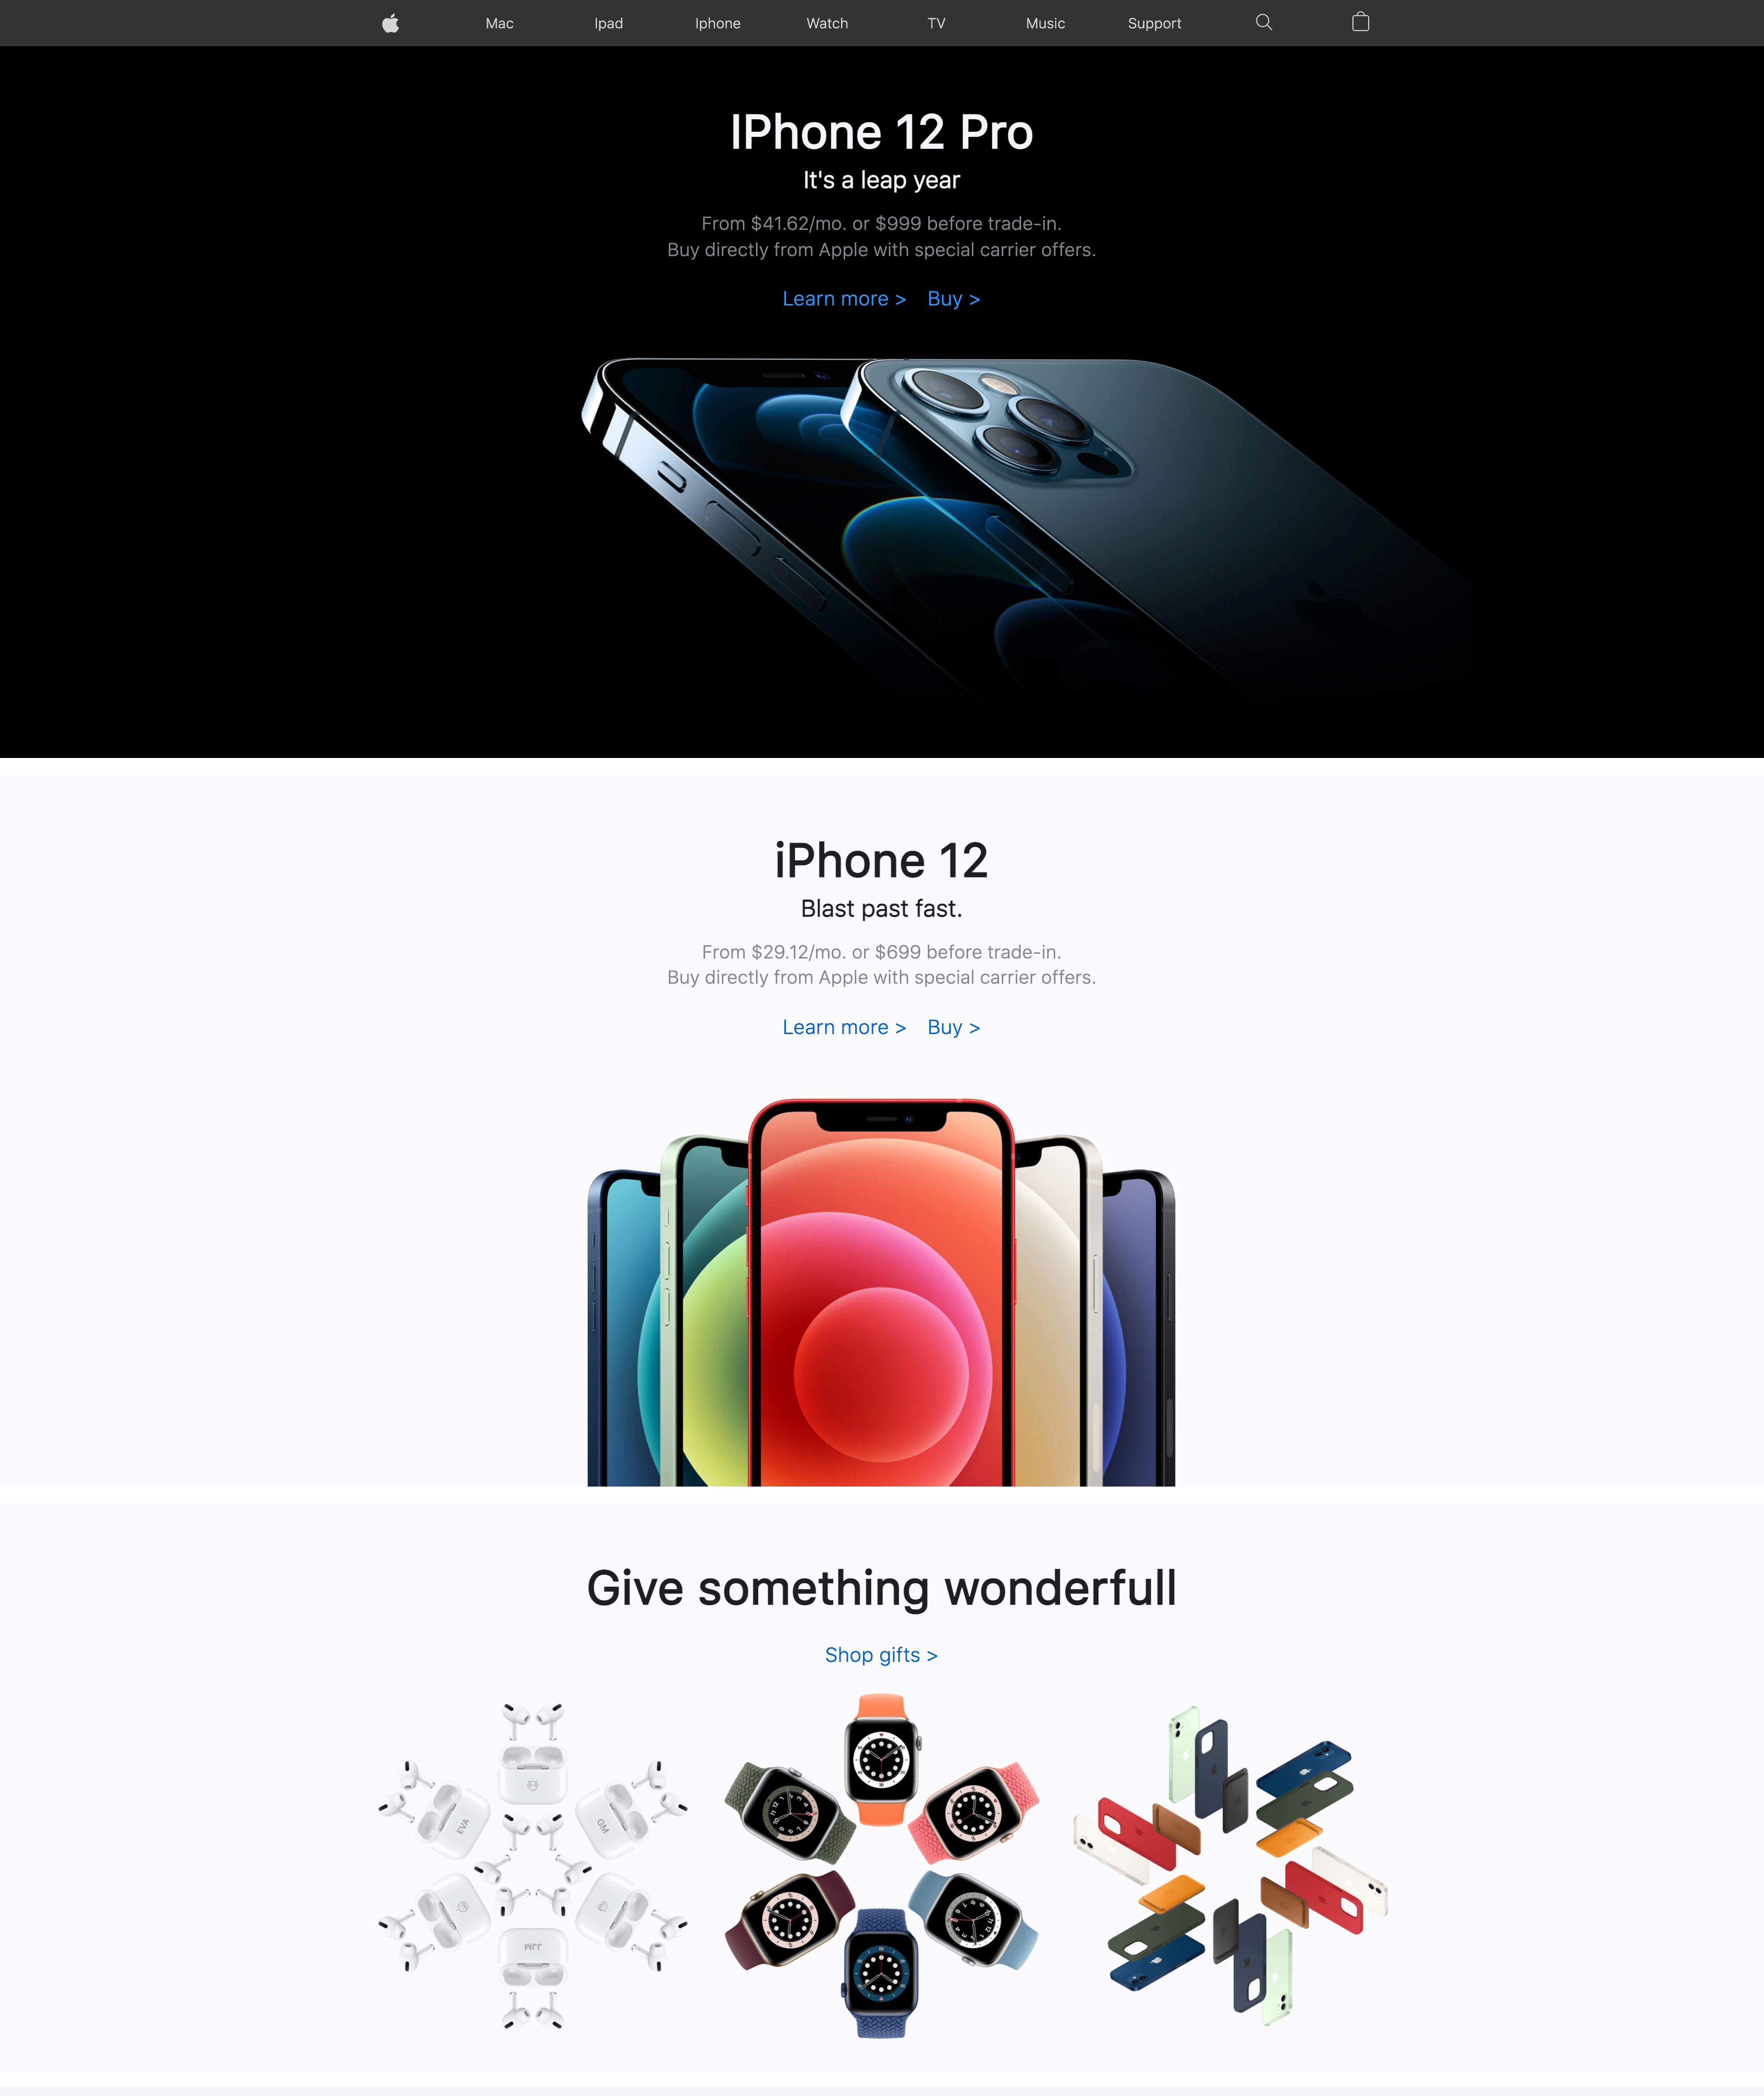 Mac Ipad Iphone Watch TV Music Support
IPhone 12 Pro
It's a leap year
From $41.62/mo. or $999 before trade-in.
Buy directly from Apple with special carrier offers.
Learn more > Buy >
iPhone 12
Blast past fast.
From $29.12/mo. or $699 before trade-in.
Buy directly from Apple with special carrier offers.
Learn more > Buy >
Give something wonderfull
Shop gifts >
EVA
GM
MJJ